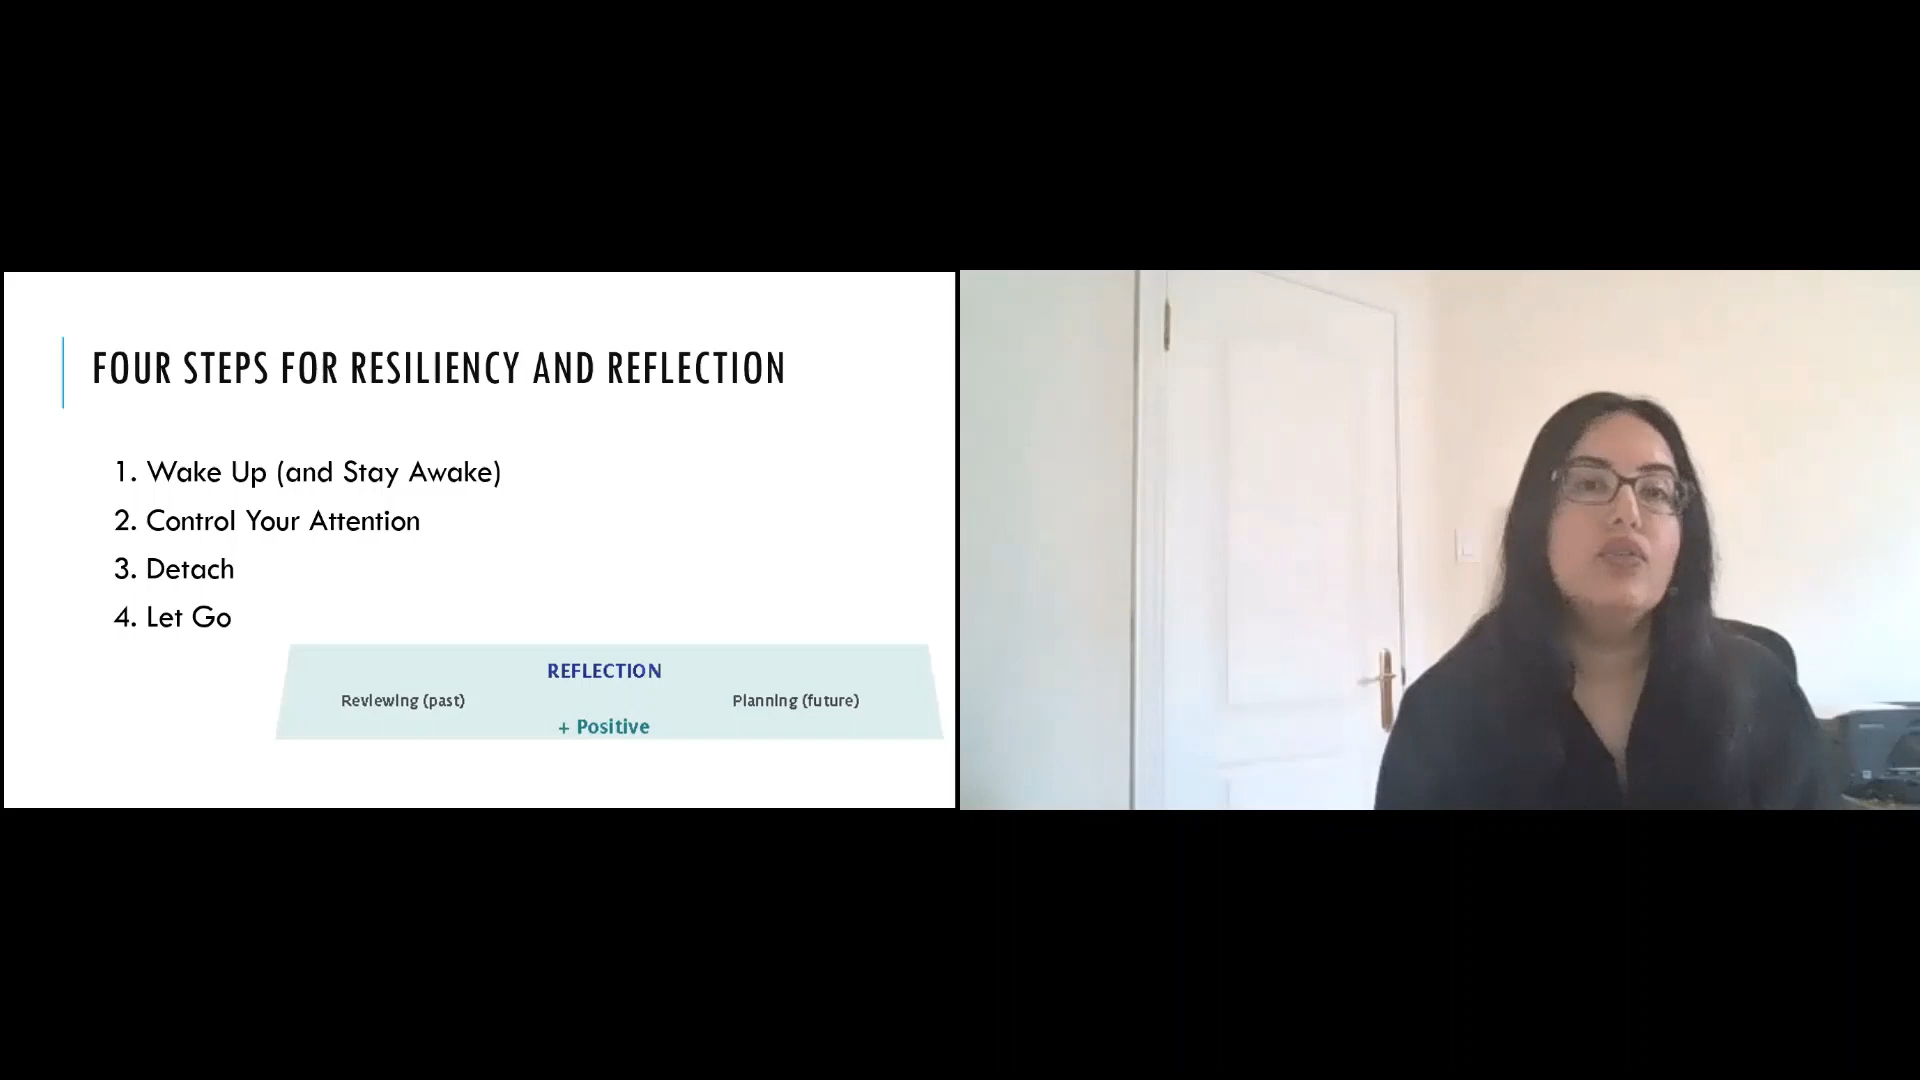 FOUR STEPS FOR RESILIENCY AND REFLECTION
1. Wake Up (and Stay Awake)
2. Control Your Attention
3. Detach
4. Let Go
REFLECTION
Reviewing (past) Planning (future)
+ Positive